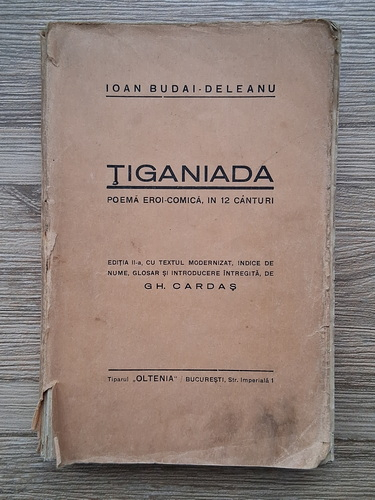 IOAN BUDAI-DELEANU
ŢIGANIADA
POEMĂ EROI-COMICĂ, IN 12 CÂNTURI
EDIŢIA II-a, CU TEXTUL MODERNIZAT, INDICE DE
NUME, GLOSAR ŞI INTRODUCERE ÎNTREGITĂ, DE
GH. CARDAŞ
Tiparul „OLTENIA" BUCUREŞTI, Str. Imperială 1